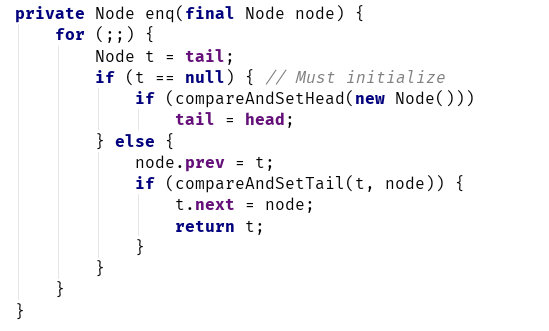 private Node enq(final Node node) {
    for (;;) {
        Node t = tail;
        if (t == null) { // Must initialize
            if (compareAndSetHead(new Node()))
                tail = head;
        } else {
            node.prev = t;
            if (compareAndSetTail(t, node)) {
                t.next = node;
                return t;
            }
        }
    }
}